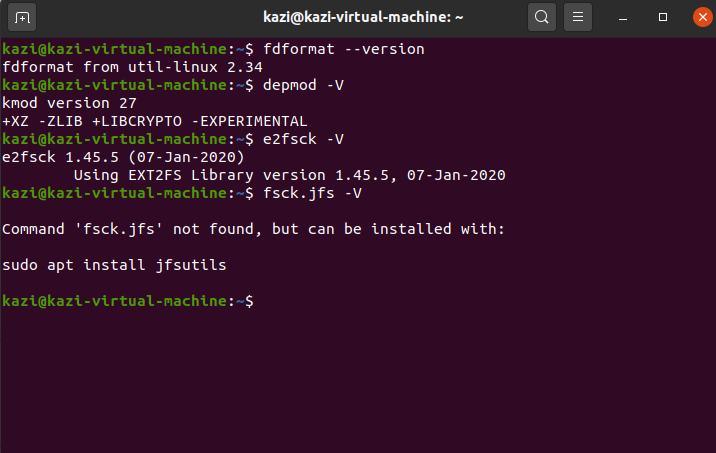 kazi@kazi-virtual-machine: ~
kazi@kazi-virtual-machine:~$ fdformat --version
fdformat from util-linux 2.34
kazi@kazi-virtual-machine:~$ depmod -V
kmod version 27
+XZ -ZLIB +LIBCRYPTO -EXPERIMENTAL
kazi@kazi-virtual-machine:~$ e2fsck -V
e2fsck 1.45.5 (07-Jan-2020)
        Using EXT2FS Library version 1.45.5, 07-Jan-2020
kazi@kazi-virtual-machine:~$ fsck.jfs -V
Command 'fsck.jfs' not found, but can be installed with:
sudo apt install jfsutils
kazi@kazi-virtual-machine:~$